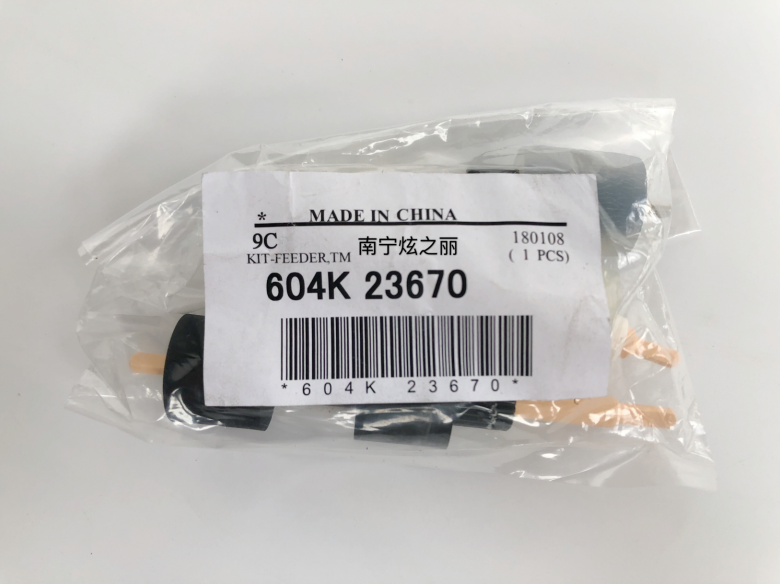 * MADE IN CHINA
9C 南宁炫之丽 180108
KIT-FEEDER,TM ( 1 PCS)
604K 23670
*604K 23670*